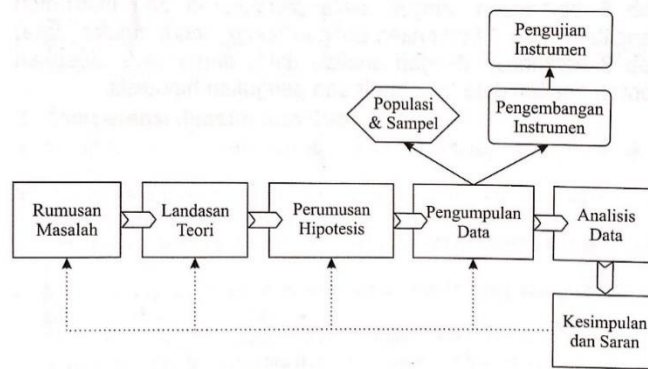 Pengujian
Instrumen
Populasi
& Sampel
Pengembangan
Instrumen
Rumusan
Masalah
Landasan
Teori
Perumusan
Hipotesis
Pengumpulan
Data
Analisis
Data
Kesimpulan
dan Saran